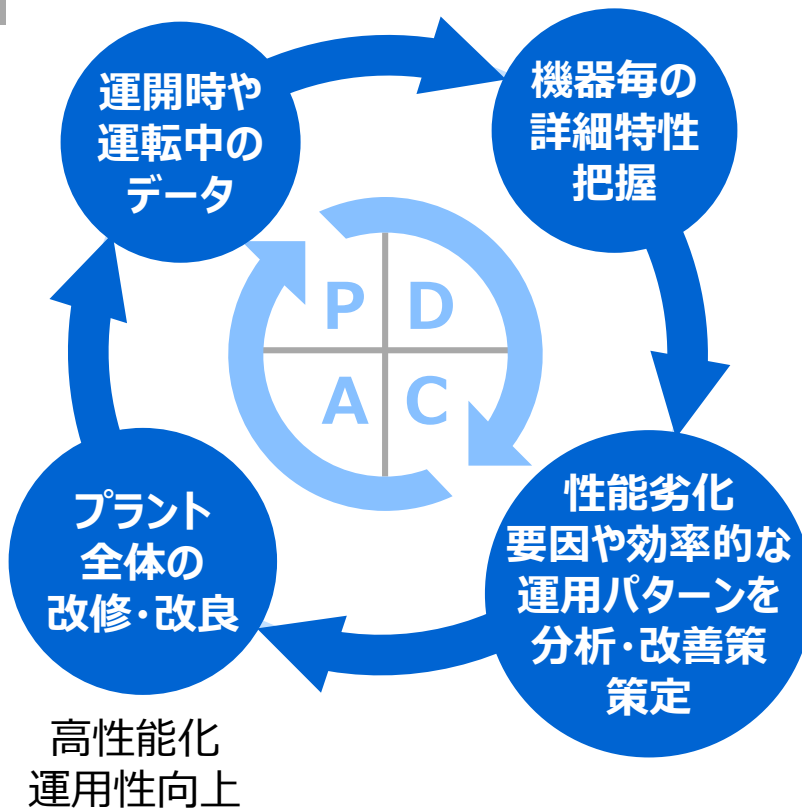 運開時や
運転中の
データ
機器毎の
詳細特性
把握
P D
A C
性能劣化
要因や効率的な
運用パターンを
分析・改善策
策定
プラント
全体の
改修・改良
高性能化
運用性向上